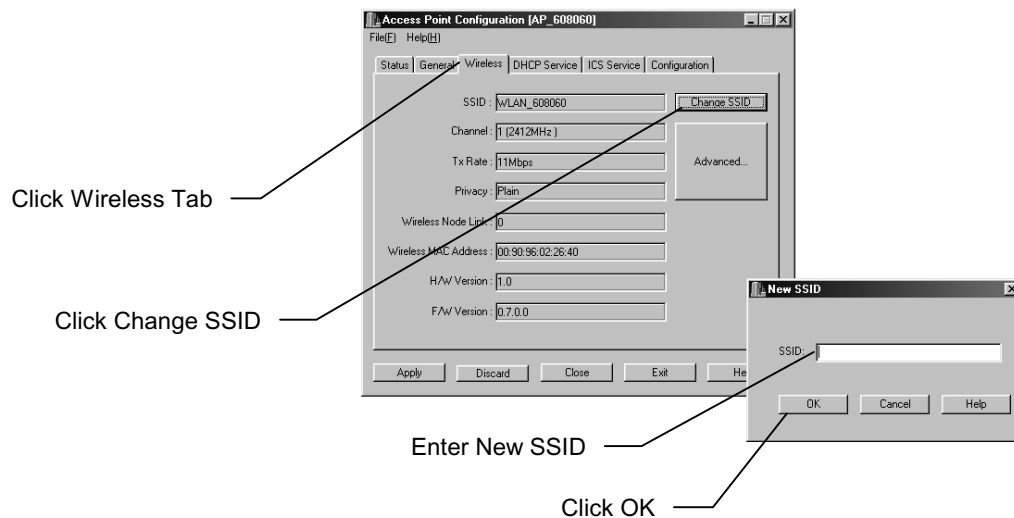 Access Point Configuration [AP_608060]
File(F) Help(H)
Status General Wireless DHCP Service ICS Service Configuration
SSID : WLAN_608060 Change SSID
Channel : 1 (2412MHz )
Tx Rate : 11Mbps Advanced...
Click Wireless Tab
Privacy : Plain
Wireless Node Link : 0
Wireless MAC Address : 00:90:96:02:26:40
H/W Version : 1.0
New SSID
Click Change SSID
F/W Version : 0.7.0.0
SSID:
Apply Discard Close Exit
OK Cancel Help
Enter New SSID
Click OK